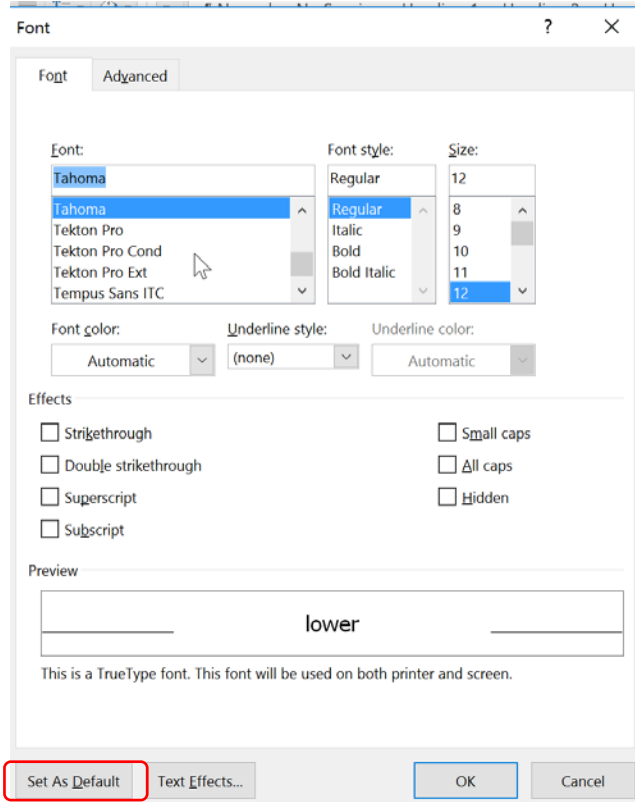 Font ?
Font Advanced
Font: Font style: Size:
Tahoma Regular 12
Tahoma Regular 8
Tekton Pro Italic 9
Tekton Pro Cond Bold 10
Tekton Pro Ext Bold Italic 11
Tempus Sans ITC 12
Font color: Underline style: Underline color:
Automatic (none) Automatic
Effects
Strikethrough Small caps
Double strikethrough All caps
Superscript Hidden
Subscript
Preview
lower
This is a TrueType font. This font will be used on both printer and screen.
Set As Default Text Effects... OK Cancel